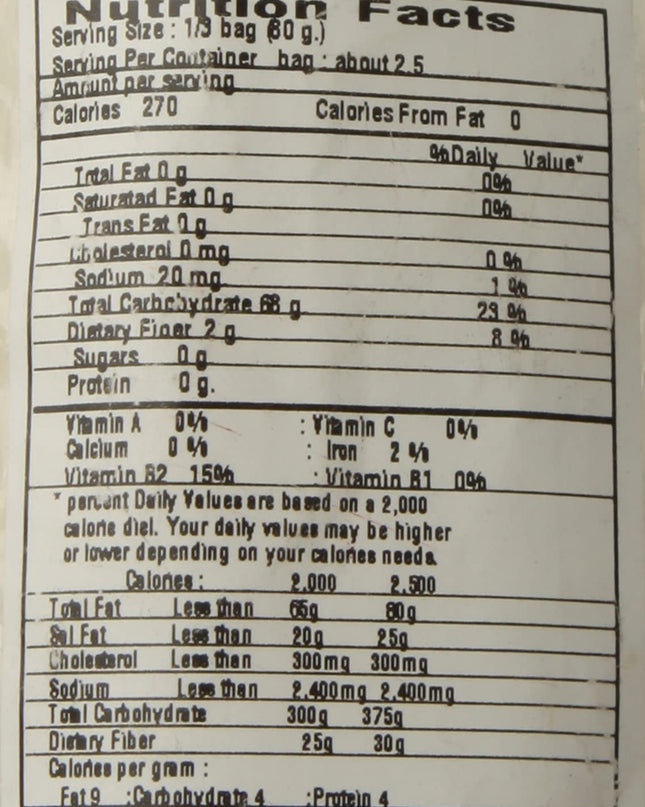 Nutrition Facts
Serving Size : 1/3 bag (80 g.)
Serving Per Container bag : about 2.5
Amount per serving
Calories 270 Calories From Fat 0
%Daily Value*
Total Fat 0 g 0%
Saturatad Fat 0 g 0%
Trans Fat 0 g
Cholesterol 0 mg 0 %
Sodium 20 mg 1 %
Total Carbohydrate 68 g 23 %
Dietary Fiber 2 g 8 %
Sugars 0 g
Protein 0 g.
Vitamin A 0% : Vitamin C 0%
Calcium 0 % : Iron 2 %
Vitamin B2 15% : Vitamin B1 0%
* percent Daily Values are based on a 2,000
calorie diel. Your daily values may be higher
or lower depending on your calories needs.
Calories : 2.000 2.500
Total Fat Less than 65g 80g
Sal Fat Less than 20g 25g
Cholesterol Less than 300mg 300mg
Sodium Less then 2.400mg 2.400mg
Total Carbohydrate 300g 375g
Dietary Fiber 25g 30g
Calories per gram :
Fat 9 :Carbohydrate 4 :Protein 4